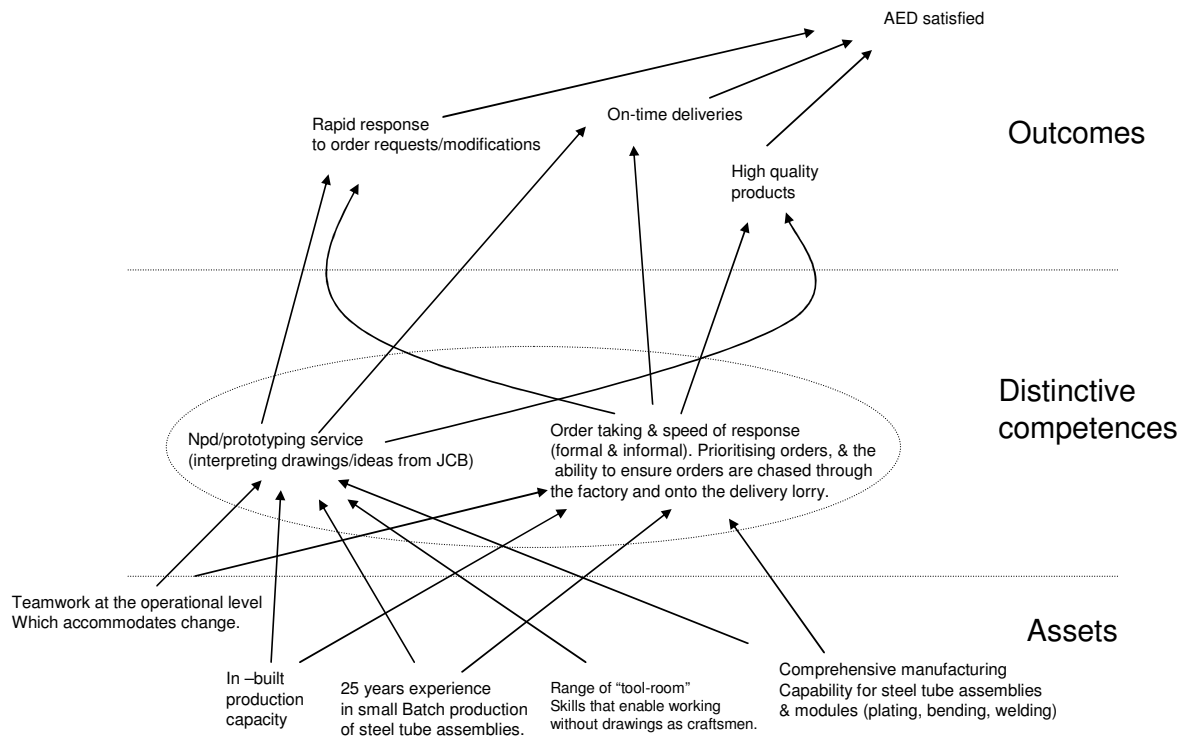 AED satisfied
Rapid response
to order requests/modifications
On-time deliveries
High quality
products
Outcomes
Npd/prototyping service
(interpreting drawings/ideas from JCB)
Order taking & speed of response
(formal & informal). Prioritising orders, & the
ability to ensure orders are chased through
the factory and onto the delivery lorry.
Distinctive
competences
Teamwork at the operational level
Which accommodates change.
In –built
production
capacity
25 years experience
in small Batch production
of steel tube assemblies.
Range of “tool-room”
Skills that enable working
without drawings as craftsmen.
Comprehensive manufacturing
Capability for steel tube assemblies
& modules (plating, bending, welding)
Assets